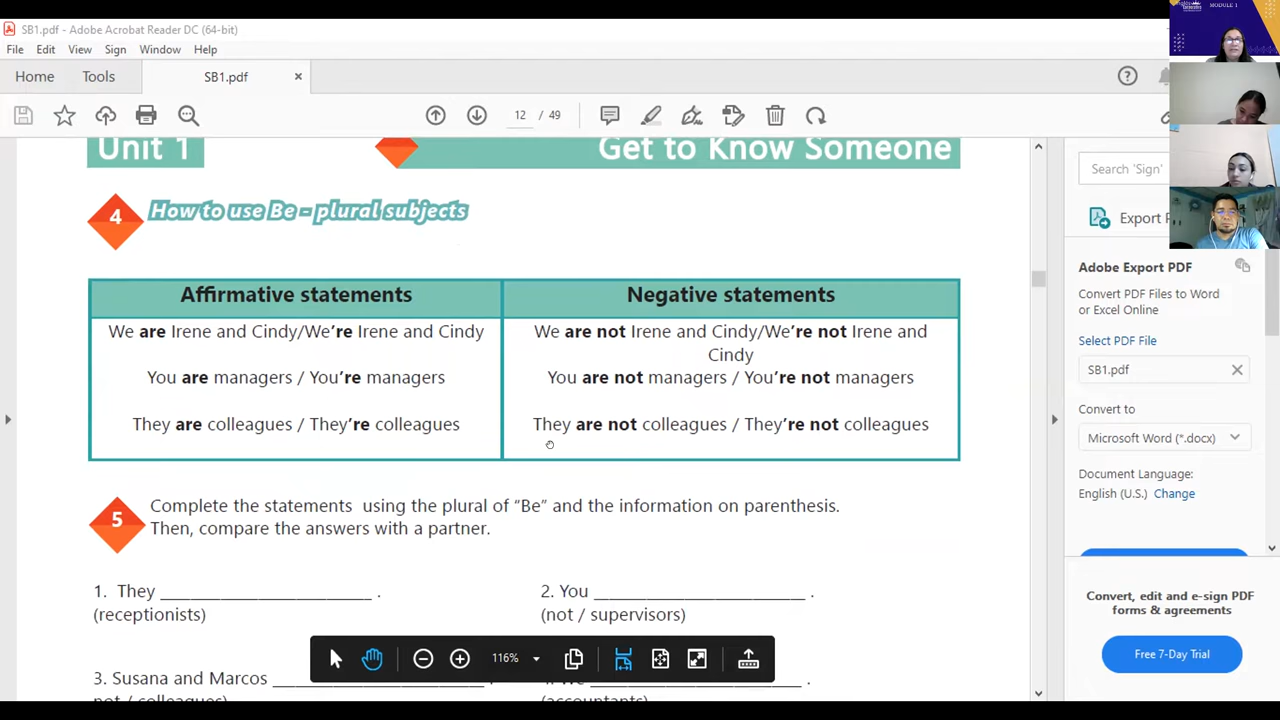 SB1.pdf - Adobe Acrobat Reader DC (64-bit)
MODULE 1
File Edit View Sign Window Help
Home Tools SB1.pdf ×
12 / 49
Unit 1 Get to Know Someone
Search 'Sign'
4 How to use Be - plural subjects
Export P
Adobe Export PDF
Convert PDF Files to Word
or Excel Online
Select PDF File
SB1.pdf
Convert to
Microsoft Word (*.docx)
Document Language:
English (U.S.) Change
Affirmative statements
We are Irene and Cindy/We're Irene and Cindy
You are managers / You're managers
They are colleagues / They're colleagues
Negative statements
We are not Irene and Cindy/We're not Irene and
Cindy
You are not managers / You're not managers
They are not colleagues / They're not colleagues
5 Complete the statements using the plural of “Be” and the information on parenthesis.
Then, compare the answers with a partner.
1. They ________________________ .
(receptionists)
2. You ________________________ .
(not / supervisors)
3. Susana and Marcos ________________________ .
not / colleagues)
We ________________________ .
(accountants)
116%
Convert, edit and e-sign PDF
forms & agreements
Free 7-Day Trial